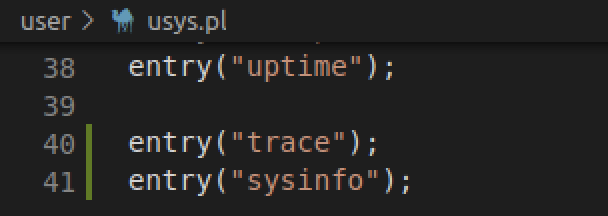 user > usys.pl
38 entry("uptime");
39
40 entry("trace");
41 entry("sysinfo");